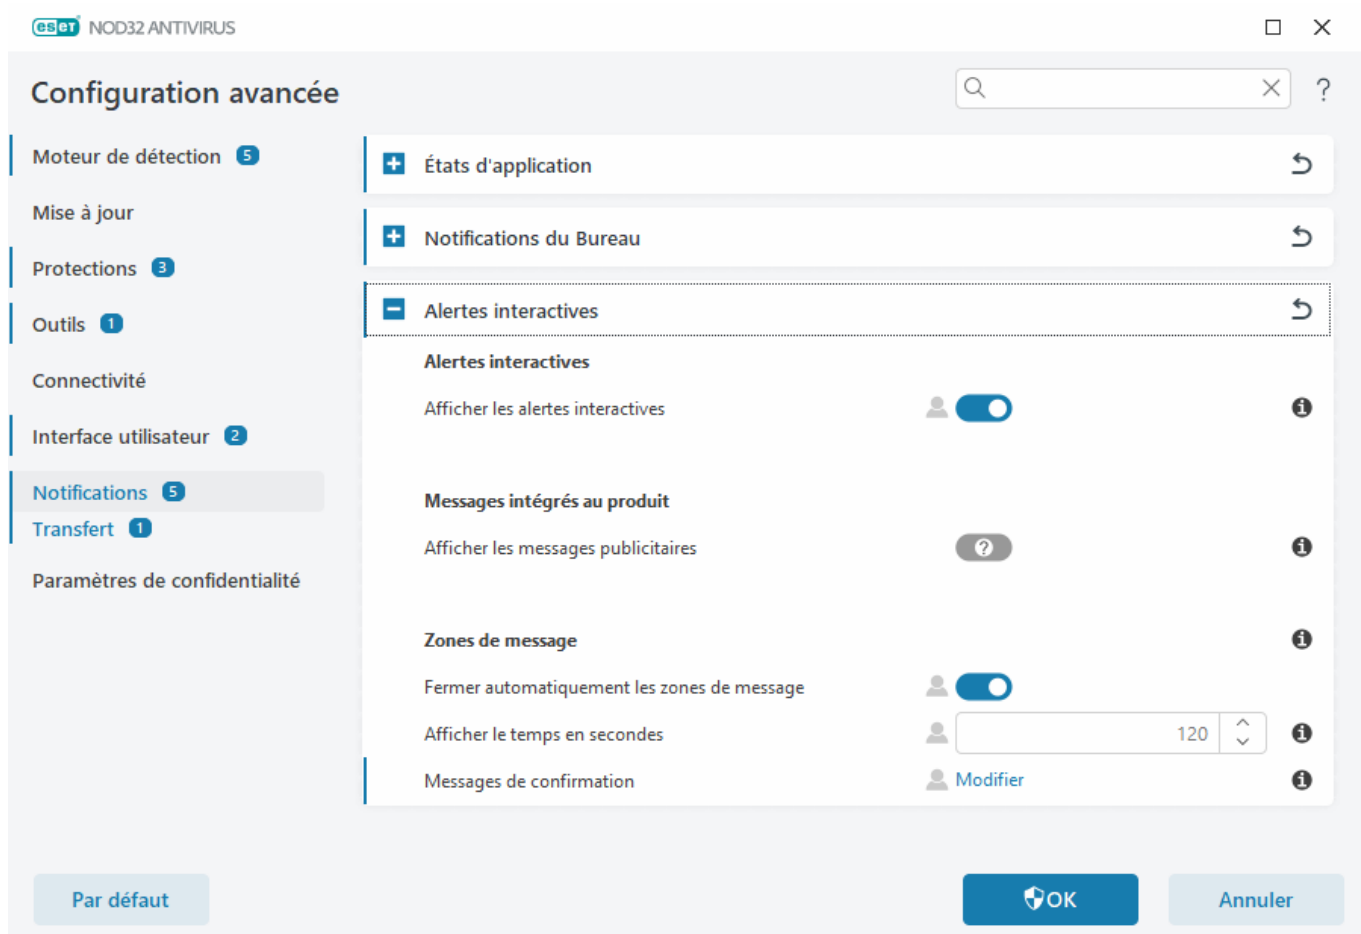 eset NOD32 ANTIVIRUS
Configuration avancée
?
Moteur de détection 5
Mise à jour
Protections 3
Outils 1
Connectivité
Interface utilisateur 2
Notifications 5
Transfert 1
Paramètres de confidentialité
États d'application
Notifications du Bureau
Alertes interactives
Alertes interactives
Afficher les alertes interactives
Messages intégrés au produit
Afficher les messages publicitaires ?
Zones de message
Fermer automatiquement les zones de message
Afficher le temps en secondes 120
Messages de confirmation Modifier
Par défaut
OK
Annuler